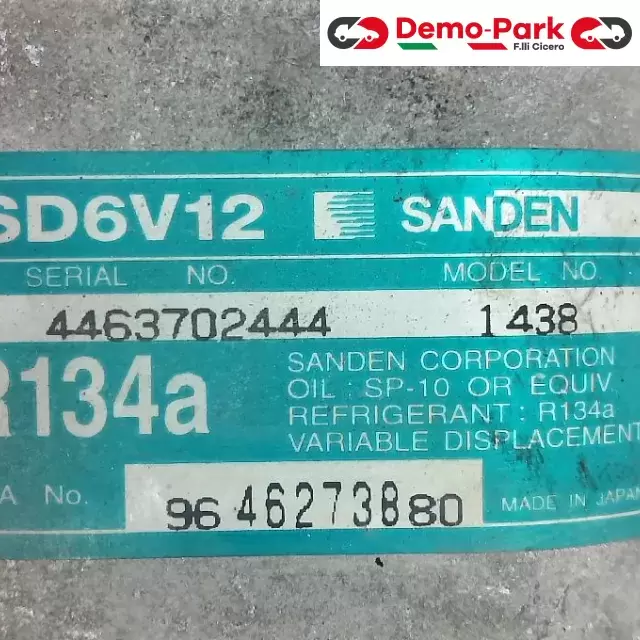 Demo-Park
F.lli Cicero
SD6V12 SANDEN
SERIAL NO. MODEL NO.
4463702444 1438
R134a
SANDEN CORPORATION
OIL : SP-10 OR EQUIV.
REFRIGERANT : R134a
VARIABLE DISPLACEMENT
A No. 96 46273880 MADE IN JAPAN